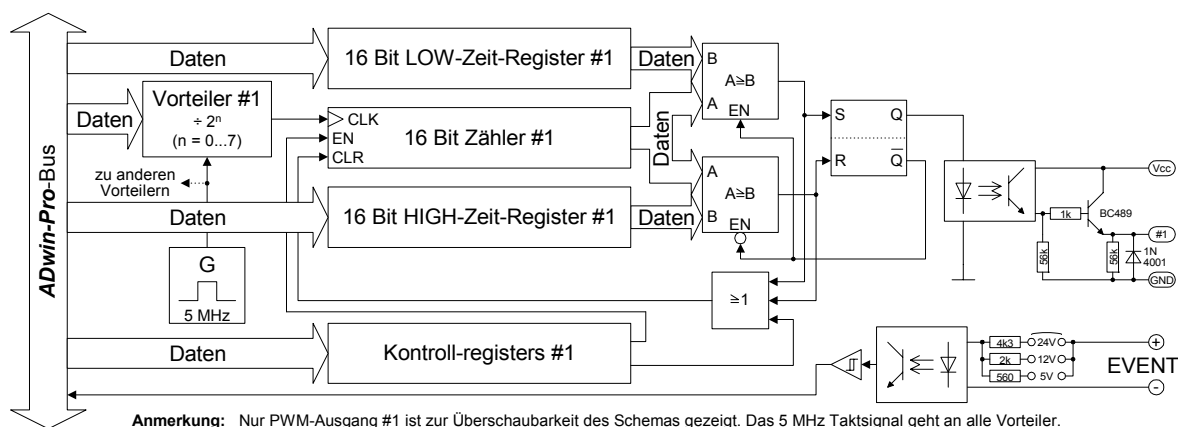 ADwin-Pro-Bus
Daten
16 Bit LOW-Zeit-Register #1
Daten
B
A≥B
A
EN
Daten
Vorteiler #1
÷ 2ⁿ
(n = 0...7)
CLK
EN
CLR
16 Bit Zähler #1
Daten
S
Q
R
Q
zu anderen
Vorteilern
A
A≥B
B
EN
Daten
16 Bit HIGH-Zeit-Register #1
Daten
Vcc
1k
BC489
#1
56k
56k
1N
4001
GND
G
5 MHz
≥1
Daten
Kontroll-registers #1
4k3
24V
2k
12V
560
5V
+
EVENT
-
Anmerkung: Nur PWM-Ausgang #1 ist zur Überschaubarkeit des Schemas gezeigt. Das 5 MHz Taktsignal geht an alle Vorteiler.